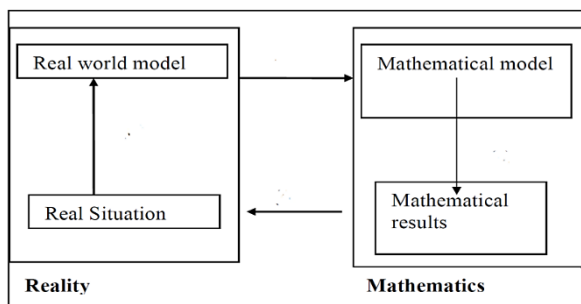 Real world model
Mathematical model
Real Situation
Mathematical
results
Reality
Mathematics